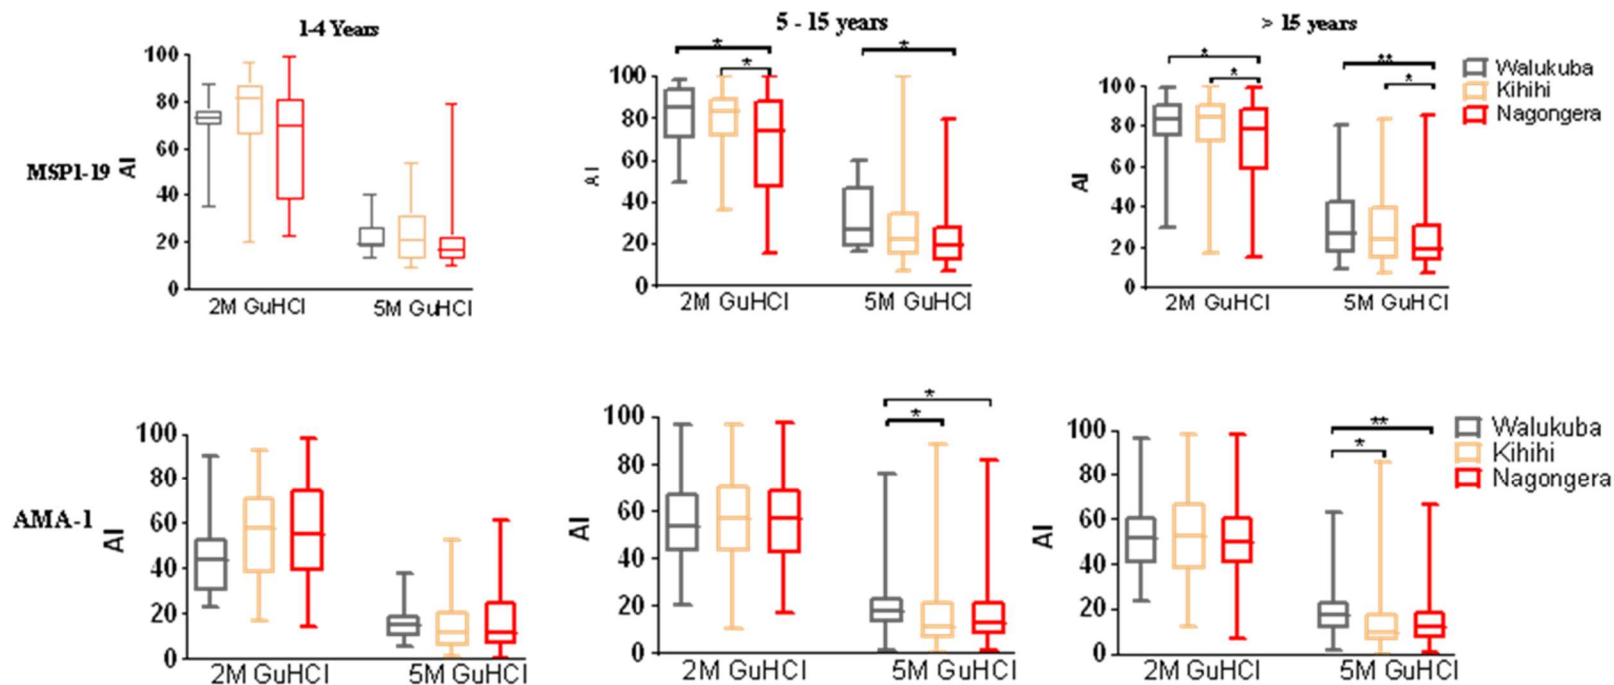 1-4 Years
5 - 15 years
> 15 years
MSP1-19
AI
100
80
60
40
20
0
2M GuHCl
5M GuHCl
*
*
*
AI
100
80
60
40
20
0
2M GuHCl
5M GuHCl
*
*
**
*
AI
100
80
60
40
20
0
2M GuHCl
5M GuHCl
Walukuba
Kihihi
Nagongera
AMA-1
AI
100
80
60
40
20
0
2M GuHCl
5M GuHCl
*
*
AI
100
80
60
40
20
0
2M GuHCl
5M GuHCl
**
*
AI
100
80
60
40
20
0
2M GuHCl
5M GuHCl
Walukuba
Kihihi
Nagongera